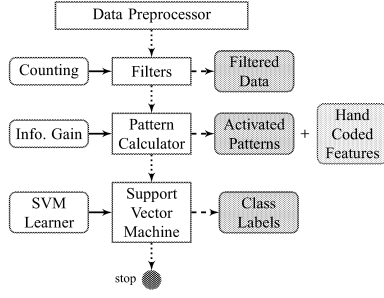 Data Preprocessor
Counting
Filters
Filtered
Data
Info. Gain
Pattern
Calculator
Activated
Patterns
+
Hand
Coded
Features
SVM
Learner
Support
Vector
Machine
Class
Labels
stop